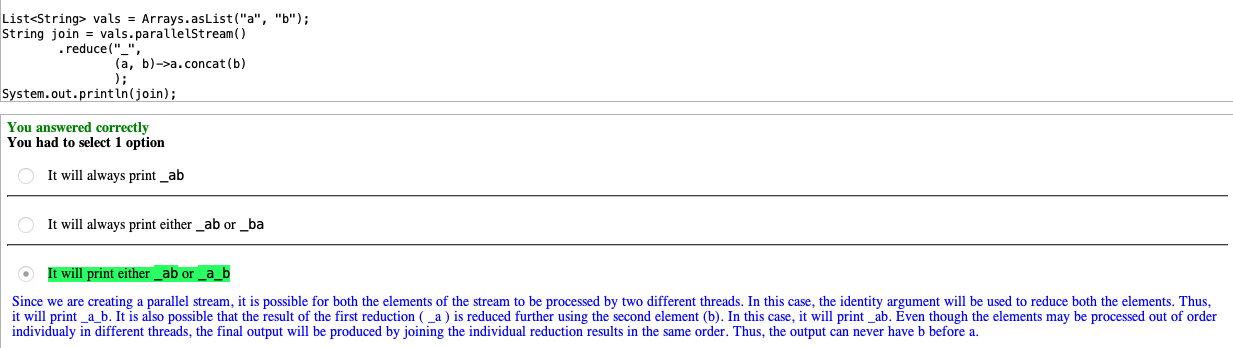 List<String> vals = Arrays.asList("a", "b");
String join = vals.parallelStream()
        .reduce("_",
                (a, b)->a.concat(b)
                );
System.out.println(join);
You answered correctly
You had to select 1 option
It will always print _ab
It will always print either _ab or _ba
It will print either _ab or _a_b
Since we are creating a parallel stream, it is possible for both the elements of the stream to be processed by two different threads. In this case, the identity argument will be used to reduce both the elements. Thus,
it will print _a_b. It is also possible that the result of the first reduction ( _a ) is reduced further using the second element (b). In this case, it will print _ab. Even though the elements may be processed out of order
individualy in different threads, the final output will be produced by joining the individual reduction results in the same order. Thus, the output can never have b before a.